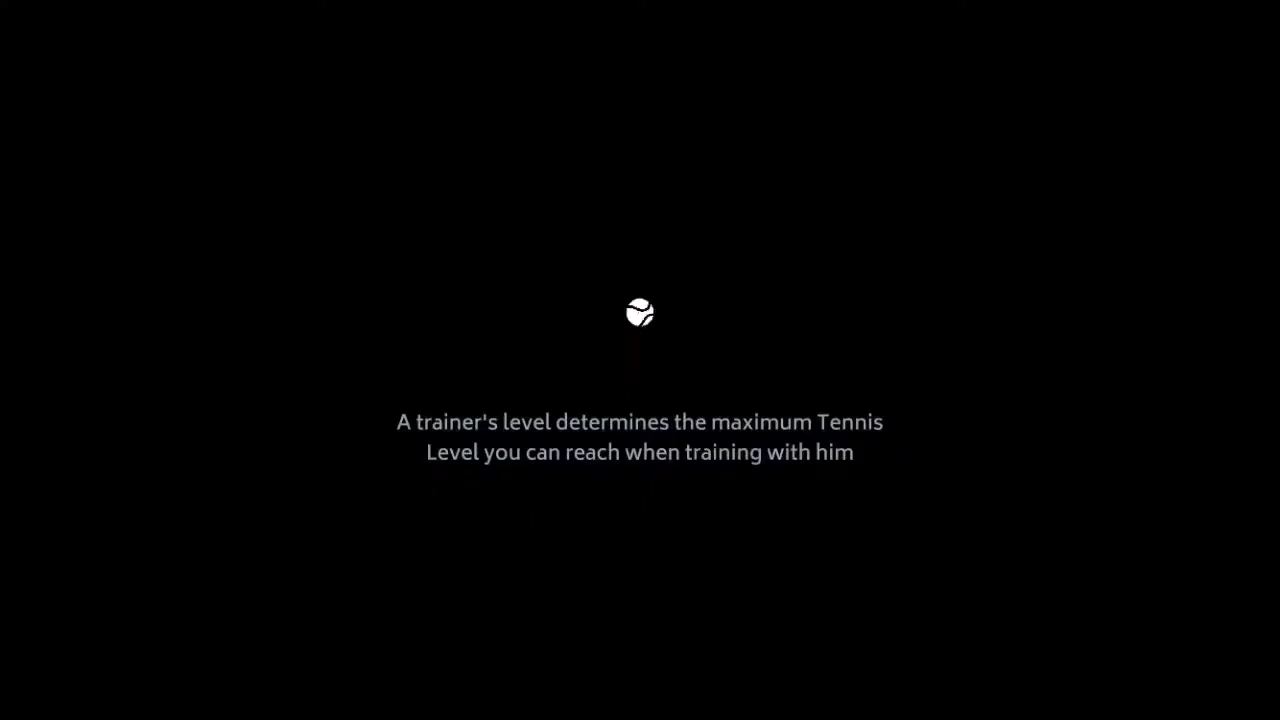 A trainer's level determines the maximum Tennis
Level you can reach when training with him